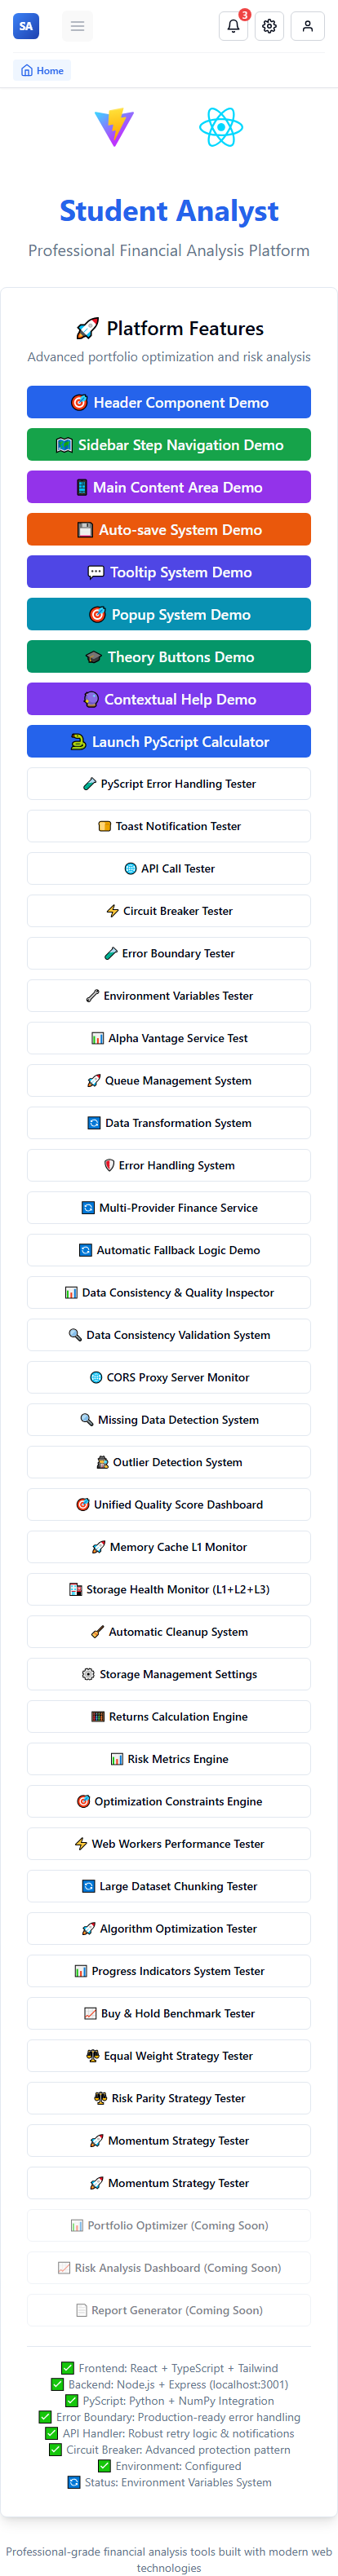 SA
3
Home
Student Analyst
Professional Financial Analysis Platform
🚀 Platform Features
Advanced portfolio optimization and risk analysis
🎯 Header Component Demo
🗺️ Sidebar Step Navigation Demo
📱 Main Content Area Demo
💾 Auto-save System Demo
💬 Tooltip System Demo
🎯 Popup System Demo
🎓 Theory Buttons Demo
🔮 Contextual Help Demo
🐍 Launch PyScript Calculator
🧪 PyScript Error Handling Tester
🍞 Toast Notification Tester
🌐 API Call Tester
⚡ Circuit Breaker Tester
🧪 Error Boundary Tester
🔧 Environment Variables Tester
📊 Alpha Vantage Service Test
🚀 Queue Management System
🔄 Data Transformation System
🛡️ Error Handling System
🔄 Multi-Provider Finance Service
🔄 Automatic Fallback Logic Demo
📊 Data Consistency & Quality Inspector
🔍 Data Consistency Validation System
🌐 CORS Proxy Server Monitor
🔍 Missing Data Detection System
🕵️ Outlier Detection System
🎯 Unified Quality Score Dashboard
🚀 Memory Cache L1 Monitor
🏥 Storage Health Monitor (L1+L2+L3)
🧹 Automatic Cleanup System
⚙️ Storage Management Settings
🧮 Returns Calculation Engine
📊 Risk Metrics Engine
🎯 Optimization Constraints Engine
⚡ Web Workers Performance Tester
🔄 Large Dataset Chunking Tester
🚀 Algorithm Optimization Tester
📊 Progress Indicators System Tester
📈 Buy & Hold Benchmark Tester
⚖️ Equal Weight Strategy Tester
⚖️ Risk Parity Strategy Tester
🚀 Momentum Strategy Tester
🚀 Momentum Strategy Tester
📊 Portfolio Optimizer (Coming Soon)
📈 Risk Analysis Dashboard (Coming Soon)
📄 Report Generator (Coming Soon)
✅ Frontend: React + TypeScript + Tailwind
✅ Backend: Node.js + Express (localhost:3001)
✅ PyScript: Python + NumPy Integration
✅ Error Boundary: Production-ready error handling
✅ API Handler: Robust retry logic & notifications
✅ Circuit Breaker: Advanced protection pattern
✅ Environment: Configured
🔄 Status: Environment Variables System
Professional-grade financial analysis tools built with modern web
technologies